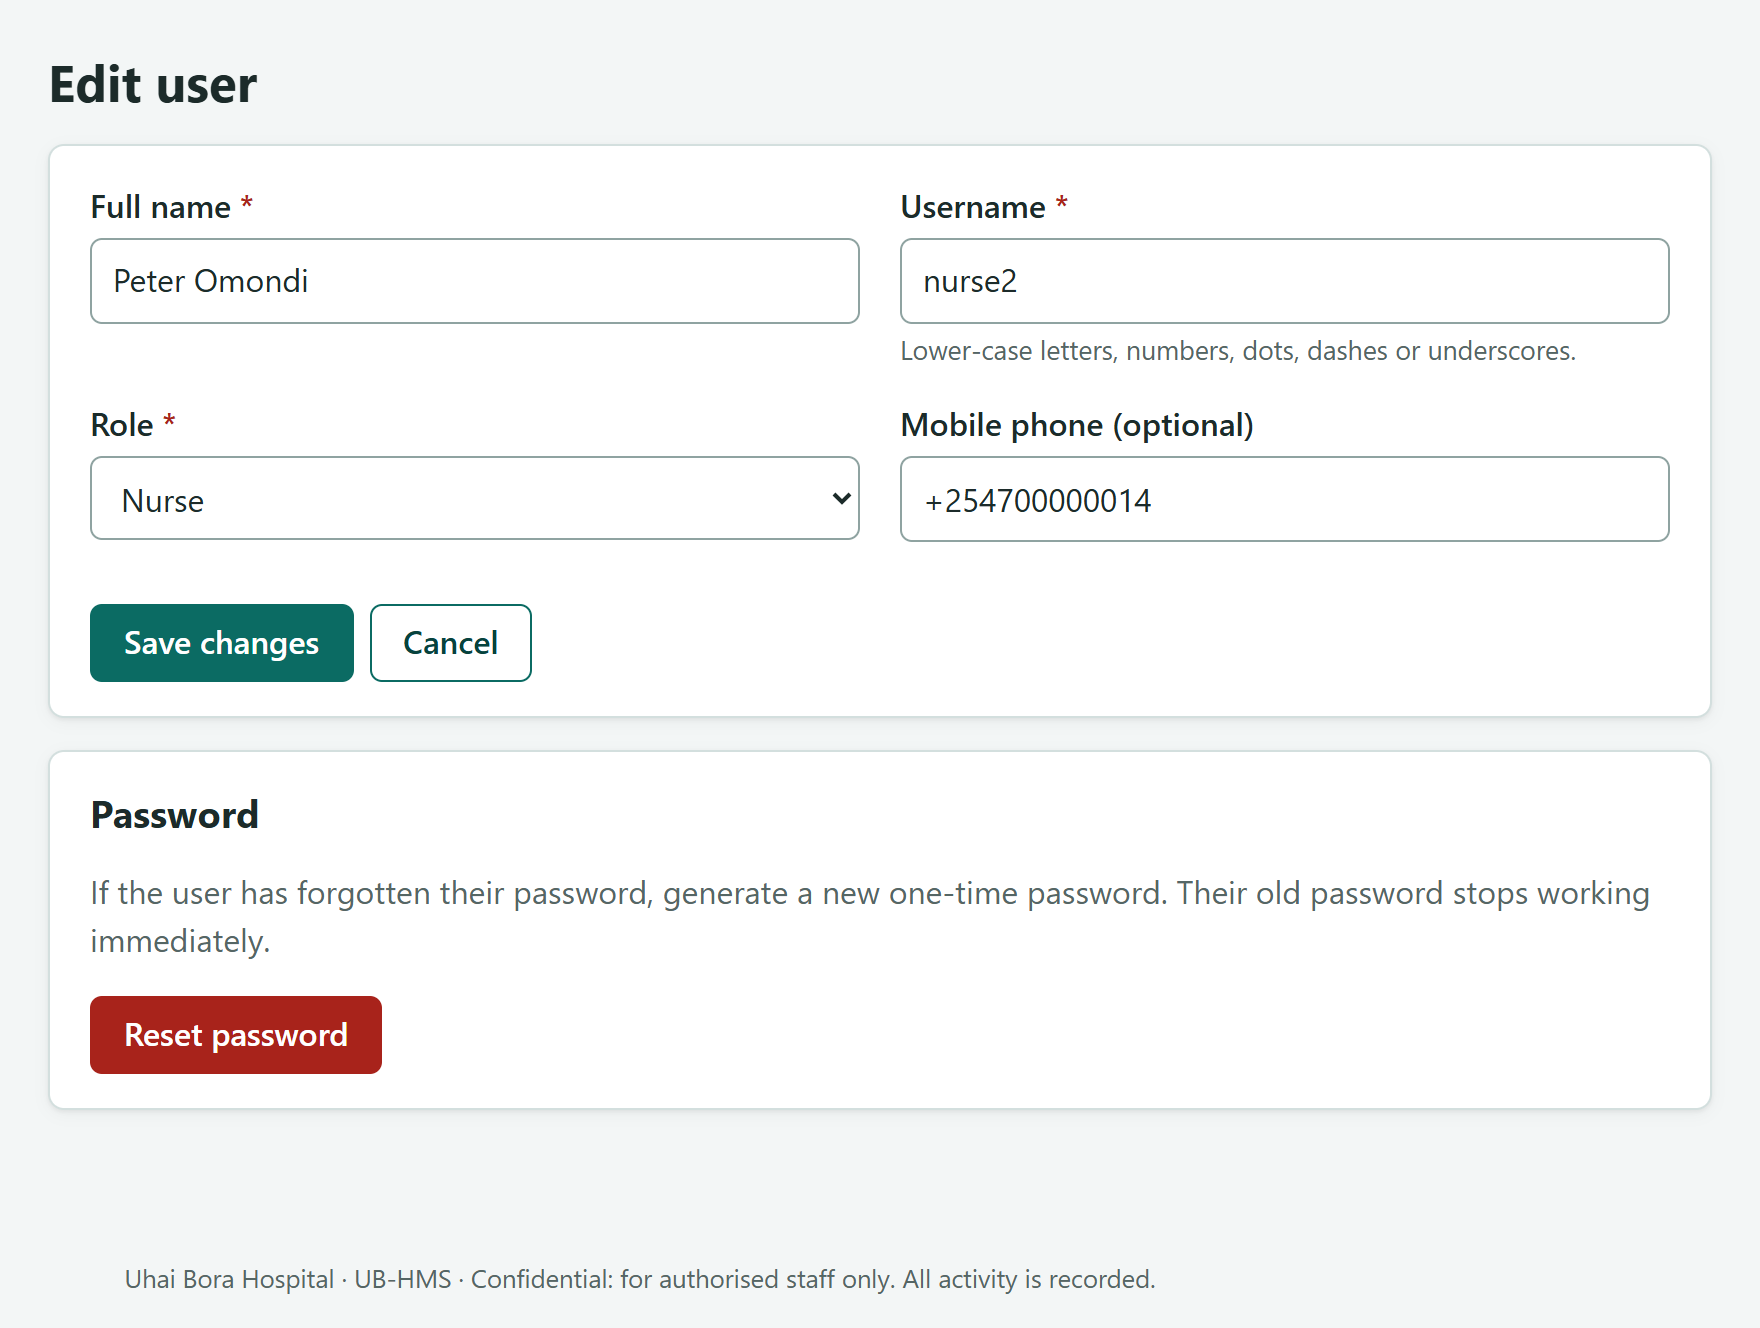 Edit user
Full name *
Peter Omondi
Username *
nurse2
Lower-case letters, numbers, dots, dashes or underscores.
Role *
Nurse
Mobile phone (optional)
+254700000014
Save changes
Cancel
Password
If the user has forgotten their password, generate a new one-time password. Their old password stops working
immediately.
Reset password
Uhai Bora Hospital · UB-HMS · Confidential: for authorised staff only. All activity is recorded.